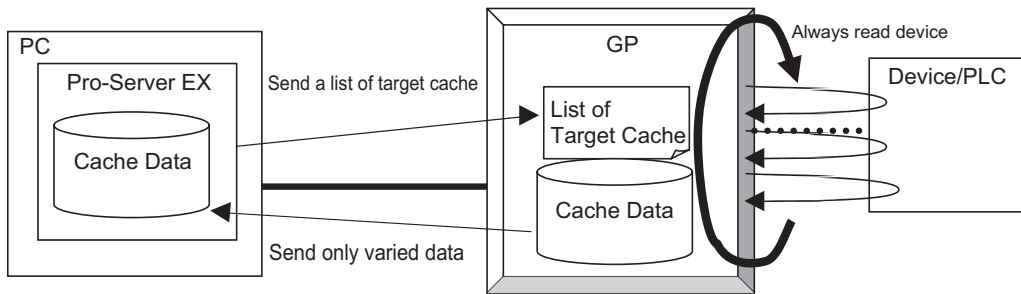 PC
Pro-Server EX
Cache Data
Send a list of target cache
Send only varied data
GP
List of
Target Cache
Cache Data
Always read device
Device/PLC